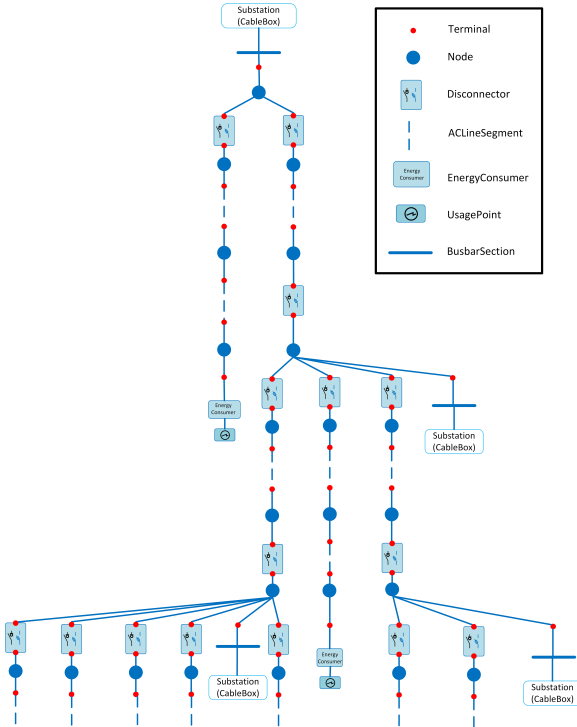 Substation
(CableBox)
Terminal
Node
Disconnector
ACLineSegment
Energy
Consumer
EnergyConsumer
UsagePoint
BusbarSection
Energy
Consumer
Substation
(CableBox)
Energy
Consumer
Substation
(CableBox)
Substation
(CableBox)